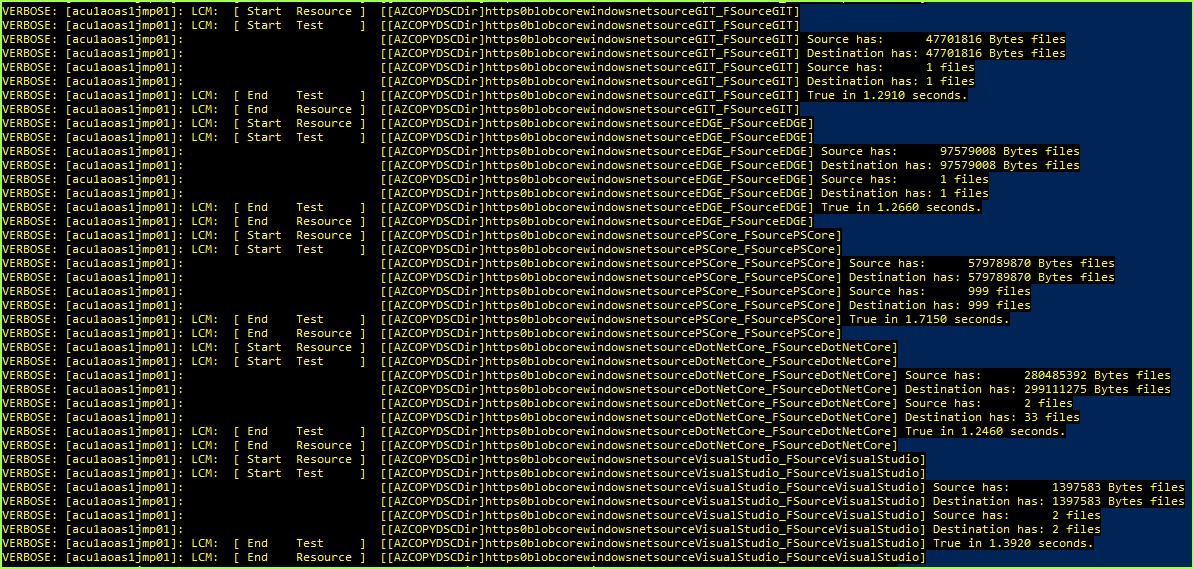 VERBOSE: [acu1aoas1jmp01]: LCM:  [ Start  Resource ]  [[AZCOPYDSCDir]https0blobcorewindowsnetsourceGIT_FSourceGIT]
VERBOSE: [acu1aoas1jmp01]: LCM:  [ Start  Test     ]  [[AZCOPYDSCDir]https0blobcorewindowsnetsourceGIT_FSourceGIT]
VERBOSE: [acu1aoas1jmp01]:                            [[AZCOPYDSCDir]https0blobcorewindowsnetsourceGIT_FSourceGIT] Source has:      47701816 Bytes files
VERBOSE: [acu1aoas1jmp01]:                            [[AZCOPYDSCDir]https0blobcorewindowsnetsourceGIT_FSourceGIT] Destination has: 47701816 Bytes files
VERBOSE: [acu1aoas1jmp01]:                            [[AZCOPYDSCDir]https0blobcorewindowsnetsourceGIT_FSourceGIT] Source has:      1 files
VERBOSE: [acu1aoas1jmp01]:                            [[AZCOPYDSCDir]https0blobcorewindowsnetsourceGIT_FSourceGIT] Destination has: 1 files
VERBOSE: [acu1aoas1jmp01]: LCM:  [ End    Test     ]  [[AZCOPYDSCDir]https0blobcorewindowsnetsourceGIT_FSourceGIT] True in 1.2910 seconds.
VERBOSE: [acu1aoas1jmp01]: LCM:  [ End    Resource ]  [[AZCOPYDSCDir]https0blobcorewindowsnetsourceGIT_FSourceGIT]
VERBOSE: [acu1aoas1jmp01]: LCM:  [ Start  Resource ]  [[AZCOPYDSCDir]https0blobcorewindowsnetsourceEDGE_FSourceEDGE]
VERBOSE: [acu1aoas1jmp01]: LCM:  [ Start  Test     ]  [[AZCOPYDSCDir]https0blobcorewindowsnetsourceEDGE_FSourceEDGE]
VERBOSE: [acu1aoas1jmp01]:                            [[AZCOPYDSCDir]https0blobcorewindowsnetsourceEDGE_FSourceEDGE] Source has:      97579008 Bytes files
VERBOSE: [acu1aoas1jmp01]:                            [[AZCOPYDSCDir]https0blobcorewindowsnetsourceEDGE_FSourceEDGE] Destination has: 97579008 Bytes files
VERBOSE: [acu1aoas1jmp01]:                            [[AZCOPYDSCDir]https0blobcorewindowsnetsourceEDGE_FSourceEDGE] Source has:      1 files
VERBOSE: [acu1aoas1jmp01]:                            [[AZCOPYDSCDir]https0blobcorewindowsnetsourceEDGE_FSourceEDGE] Destination has: 1 files
VERBOSE: [acu1aoas1jmp01]: LCM:  [ End    Test     ]  [[AZCOPYDSCDir]https0blobcorewindowsnetsourceEDGE_FSourceEDGE] True in 1.2660 seconds.
VERBOSE: [acu1aoas1jmp01]: LCM:  [ End    Resource ]  [[AZCOPYDSCDir]https0blobcorewindowsnetsourceEDGE_FSourceEDGE]
VERBOSE: [acu1aoas1jmp01]: LCM:  [ Start  Resource ]  [[AZCOPYDSCDir]https0blobcorewindowsnetsourcePSCore_FSourcePSCore]
VERBOSE: [acu1aoas1jmp01]: LCM:  [ Start  Test     ]  [[AZCOPYDSCDir]https0blobcorewindowsnetsourcePSCore_FSourcePSCore]
VERBOSE: [acu1aoas1jmp01]:                            [[AZCOPYDSCDir]https0blobcorewindowsnetsourcePSCore_FSourcePSCore] Source has:      579789870 Bytes files
VERBOSE: [acu1aoas1jmp01]:                            [[AZCOPYDSCDir]https0blobcorewindowsnetsourcePSCore_FSourcePSCore] Destination has: 579789870 Bytes files
VERBOSE: [acu1aoas1jmp01]:                            [[AZCOPYDSCDir]https0blobcorewindowsnetsourcePSCore_FSourcePSCore] Source has:      999 files
VERBOSE: [acu1aoas1jmp01]:                            [[AZCOPYDSCDir]https0blobcorewindowsnetsourcePSCore_FSourcePSCore] Destination has: 999 files
VERBOSE: [acu1aoas1jmp01]: LCM:  [ End    Test     ]  [[AZCOPYDSCDir]https0blobcorewindowsnetsourcePSCore_FSourcePSCore] True in 1.7150 seconds.
VERBOSE: [acu1aoas1jmp01]: LCM:  [ End    Resource ]  [[AZCOPYDSCDir]https0blobcorewindowsnetsourcePSCore_FSourcePSCore]
VERBOSE: [acu1aoas1jmp01]: LCM:  [ Start  Resource ]  [[AZCOPYDSCDir]https0blobcorewindowsnetsourceDotNetCore_FSourceDotNetCore]
VERBOSE: [acu1aoas1jmp01]: LCM:  [ Start  Test     ]  [[AZCOPYDSCDir]https0blobcorewindowsnetsourceDotNetCore_FSourceDotNetCore]
VERBOSE: [acu1aoas1jmp01]:                            [[AZCOPYDSCDir]https0blobcorewindowsnetsourceDotNetCore_FSourceDotNetCore] Source has:      280485392 Bytes files
VERBOSE: [acu1aoas1jmp01]:                            [[AZCOPYDSCDir]https0blobcorewindowsnetsourceDotNetCore_FSourceDotNetCore] Destination has: 299111275 Bytes files
VERBOSE: [acu1aoas1jmp01]:                            [[AZCOPYDSCDir]https0blobcorewindowsnetsourceDotNetCore_FSourceDotNetCore] Source has:      2 files
VERBOSE: [acu1aoas1jmp01]:                            [[AZCOPYDSCDir]https0blobcorewindowsnetsourceDotNetCore_FSourceDotNetCore] Destination has: 33 files
VERBOSE: [acu1aoas1jmp01]: LCM:  [ End    Test     ]  [[AZCOPYDSCDir]https0blobcorewindowsnetsourceDotNetCore_FSourceDotNetCore] True in 1.2460 seconds.
VERBOSE: [acu1aoas1jmp01]: LCM:  [ End    Resource ]  [[AZCOPYDSCDir]https0blobcorewindowsnetsourceDotNetCore_FSourceDotNetCore]
VERBOSE: [acu1aoas1jmp01]: LCM:  [ Start  Resource ]  [[AZCOPYDSCDir]https0blobcorewindowsnetsourceVisualStudio_FSourceVisualStudio]
VERBOSE: [acu1aoas1jmp01]: LCM:  [ Start  Test     ]  [[AZCOPYDSCDir]https0blobcorewindowsnetsourceVisualStudio_FSourceVisualStudio]
VERBOSE: [acu1aoas1jmp01]:                            [[AZCOPYDSCDir]https0blobcorewindowsnetsourceVisualStudio_FSourceVisualStudio] Source has:      1397583 Bytes files
VERBOSE: [acu1aoas1jmp01]:                            [[AZCOPYDSCDir]https0blobcorewindowsnetsourceVisualStudio_FSourceVisualStudio] Destination has: 1397583 Bytes files
VERBOSE: [acu1aoas1jmp01]:                            [[AZCOPYDSCDir]https0blobcorewindowsnetsourceVisualStudio_FSourceVisualStudio] Source has:      2 files
VERBOSE: [acu1aoas1jmp01]:                            [[AZCOPYDSCDir]https0blobcorewindowsnetsourceVisualStudio_FSourceVisualStudio] Destination has: 2 files
VERBOSE: [acu1aoas1jmp01]: LCM:  [ End    Test     ]  [[AZCOPYDSCDir]https0blobcorewindowsnetsourceVisualStudio_FSourceVisualStudio] True in 1.3920 seconds.
VERBOSE: [acu1aoas1jmp01]: LCM:  [ End    Resource ]  [[AZCOPYDSCDir]https0blobcorewindowsnetsourceVisualStudio_FSourceVisualStudio]